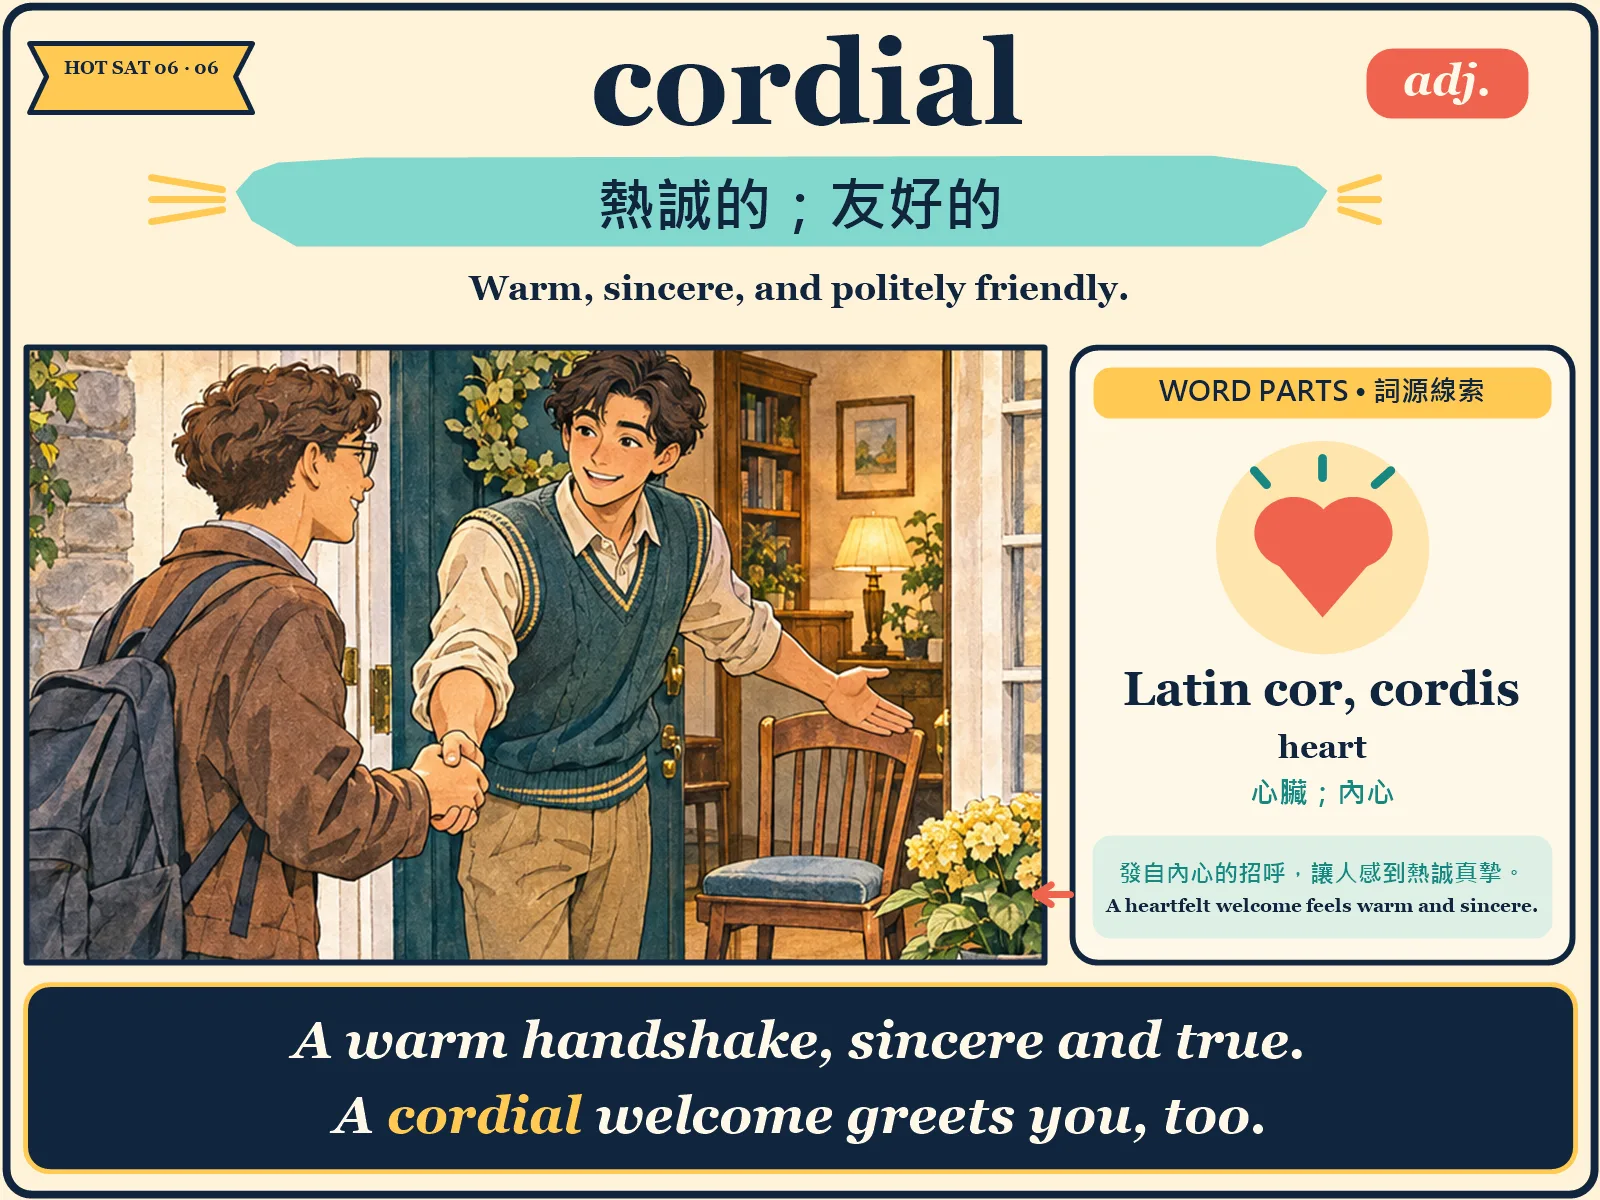 HOT SAT 06 · 06
cordial
adj.
熱誠的；友好的
Warm, sincere, and politely friendly.
WORD PARTS • 詞源線索
Latin cor, cordis
heart
心臟；內心
發自內心的招呼，讓人感到熱誠真摯。
A heartfelt welcome feels warm and sincere.
A warm handshake, sincere and true.
A cordial welcome greets you, too.